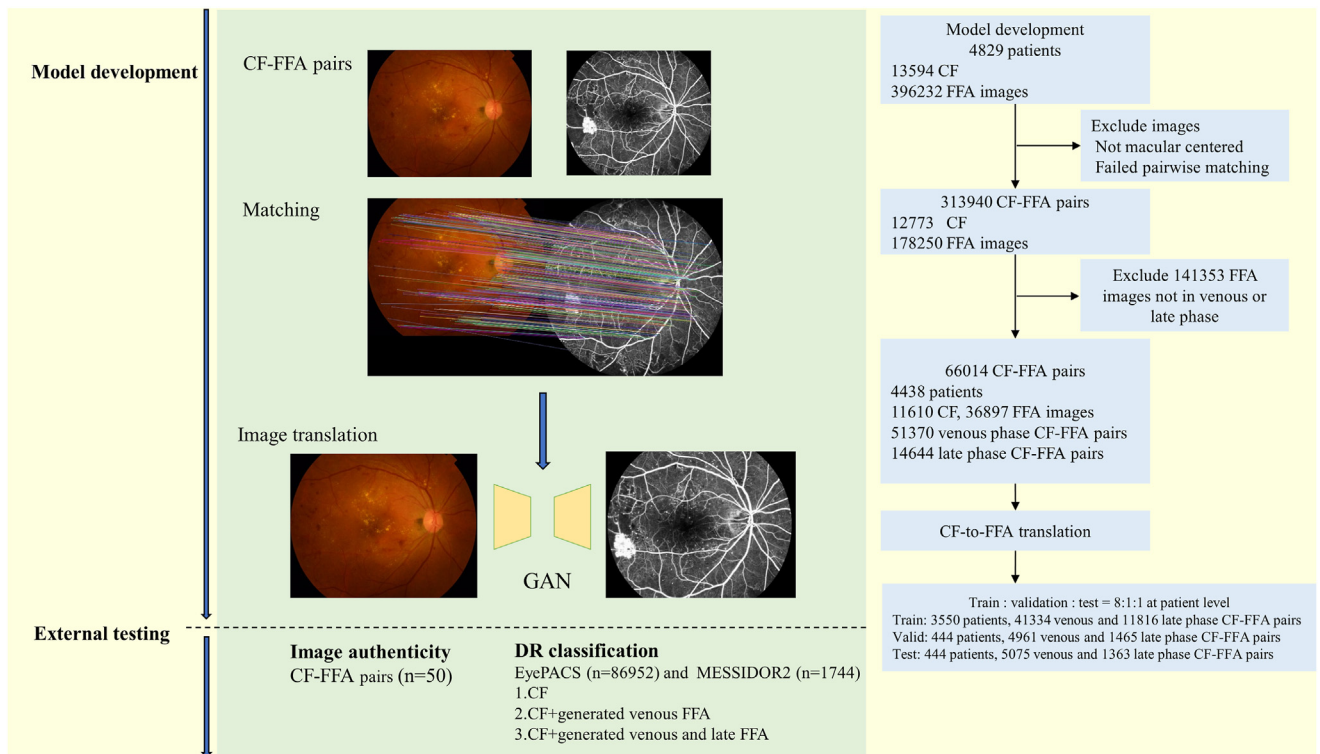 Model development
CF-FFA pairs
Matching
Image translation
GAN
External testing
Image authenticity
CF-FFA pairs (n=50)
DR classification
EyePACS (n=86952) and MESSIDOR2 (n=1744)
1.CF
2.CF+generated venous FFA
3.CF+generated venous and late FFA
Model development
4829 patients
13594 CF
396232 FFA images
Exclude images
Not macular centered
Failed pairwise matching
313940 CF-FFA pairs
12773 CF
178250 FFA images
Exclude 141353 FFA
images not in venous or
late phase
66014 CF-FFA pairs
4438 patients
11610 CF, 36897 FFA images
51370 venous phase CF-FFA pairs
14644 late phase CF-FFA pairs
CF-to-FFA translation
Train : validation : test = 8:1:1 at patient level
Train: 3550 patients, 41334 venous and 11816 late phase CF-FFA pairs
Valid: 444 patients, 4961 venous and 1465 late phase CF-FFA pairs
Test: 444 patients, 5075 venous and 1363 late phase CF-FFA pairs